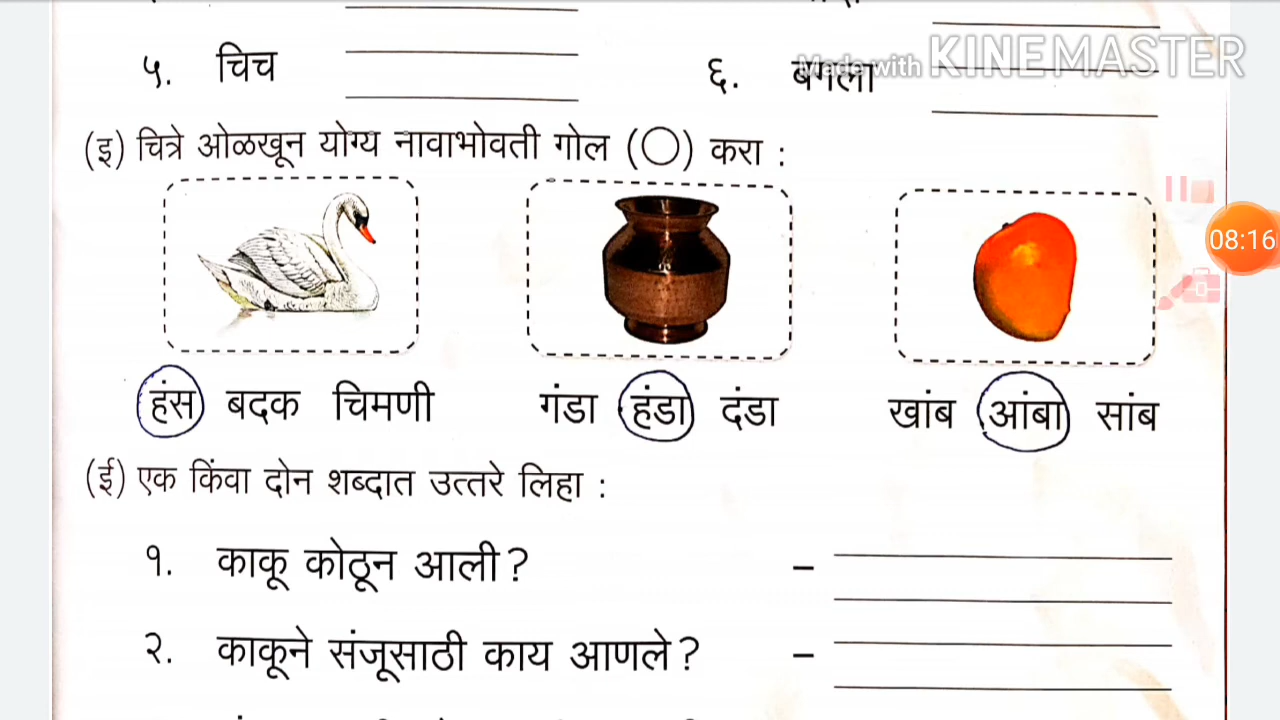 ५. चिच ६. बगला
Made with KINEMASTER
(इ) चित्रे ओळखून योग्य नावाभोवती गोल (○) करा :
08:16
हंस बदक चिमणी गंडा हंडा दंडा खांब आंबा सांब
(ई) एक किंवा दोन शब्दात उत्तरे लिहा :
१. काकू कोठून आली? –
२. काकूने संजूसाठी काय आणले? –